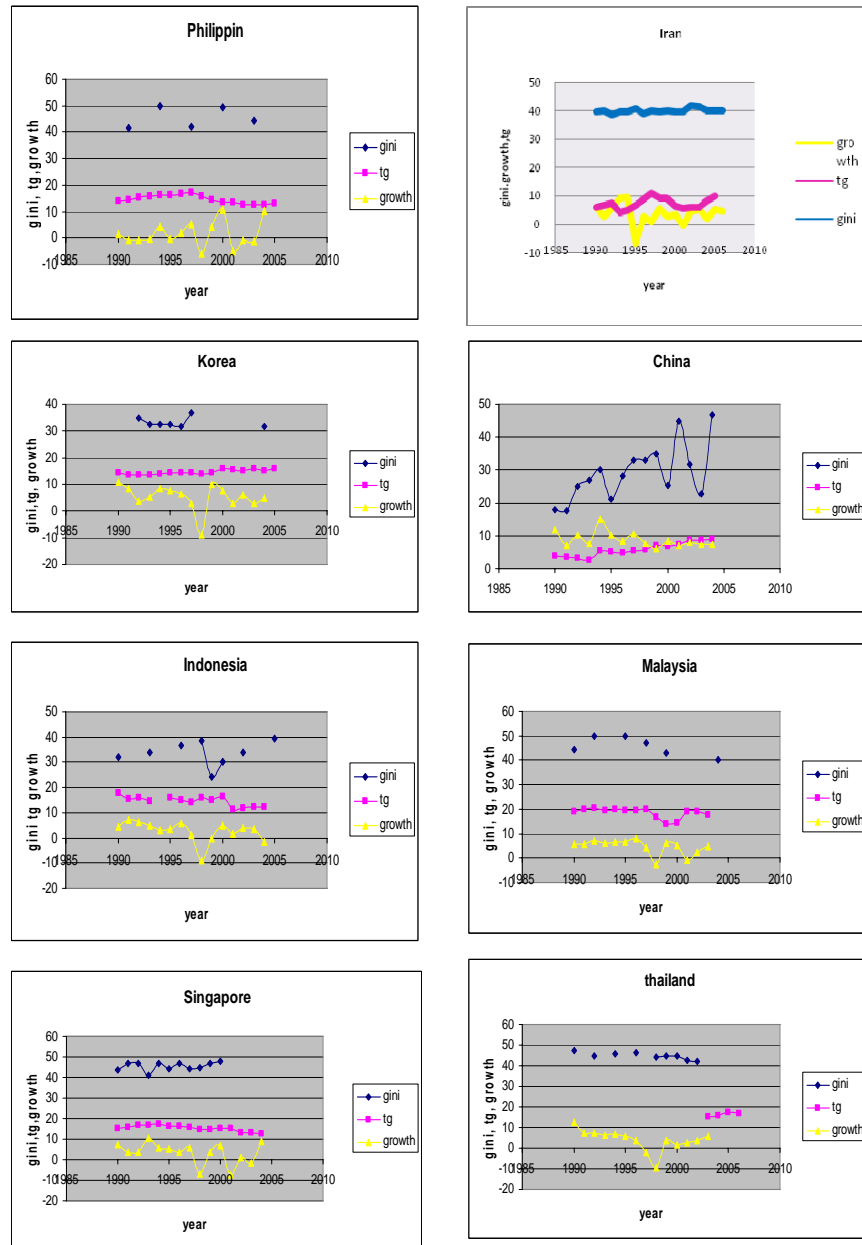 Philippin
gini, tg,growth
60
50
40
30
20
10
0
-10
1985 1990 1995 2000 2005 2010
year
gini
tg
growth
Iran
gini,growth,tg
50
40
30
20
10
0
-10
1985 1990 1995 2000 2005 2010
year
gro
wth
tg
gini
Korea
gini,tg, growth
40
30
20
10
0
-10
-20
1985 1990 1995 2000 2005 2010
year
gini
tg
growth
China
50
40
30
20
10
0
1985 1990 1995 2000 2005 2010
gini
tg
growth
Indonesia
gini tg growth
50
40
30
20
10
0
-10
-20
1985 1990 1995 2000 2005 2010
year
gini
tg
growth
Malaysia
gini, tg, growth
60
50
40
30
20
10
0
-10
1985 1990 1995 2000 2005 2010
year
gini
tg
growth
Singapore
gini,tg,growth
60
50
40
30
20
10
0
-10
-20
1985 1990 1995 2000 2005 2010
year
gini
tg
growth
thailand
gini, tg, growth
60
50
40
30
20
10
0
-10
-20
1985 1990 1995 2000 2005 2010
year
gini
tg
growth